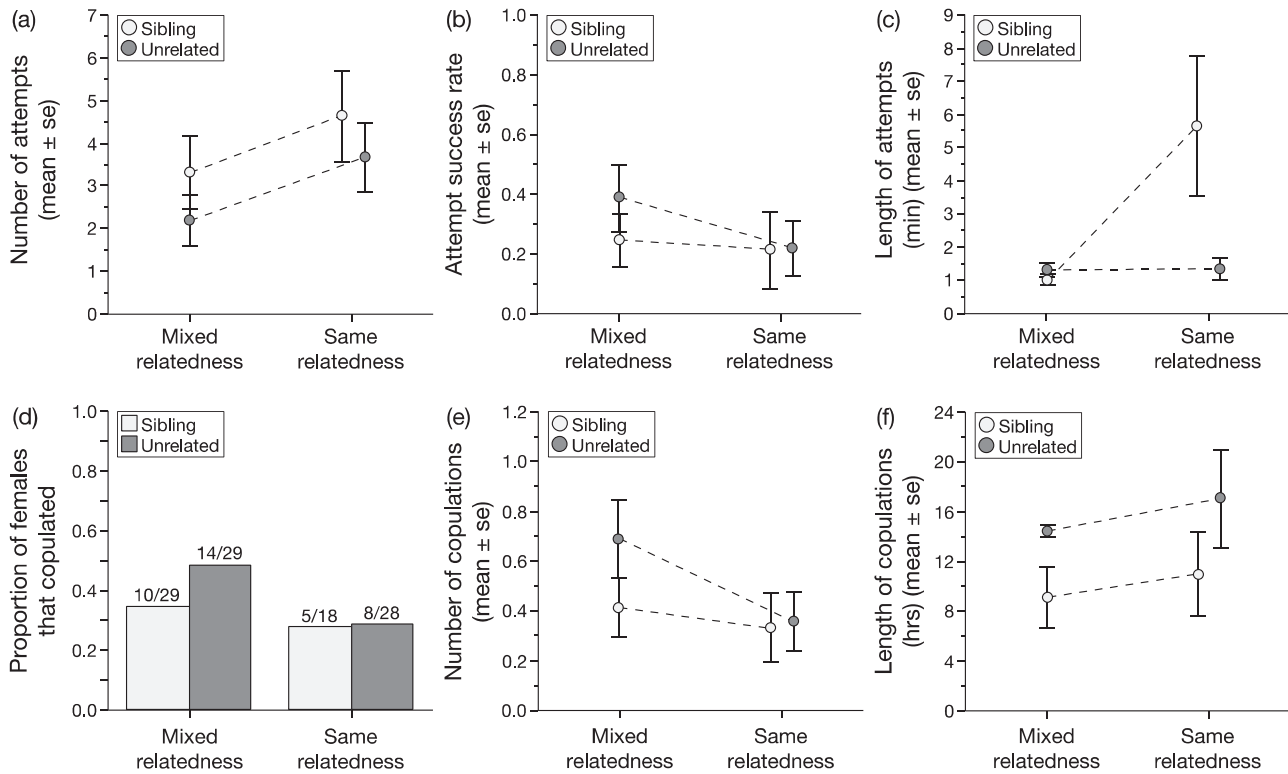 (a)
Number of attempts
(mean ± se)
7
6
5
4
3
2
1
0
Sibling
Unrelated
Mixed
relatedness
Same
relatedness
(b)
Attempt success rate
(mean ± se)
1.0
0.8
0.6
0.4
0.2
0.0
Sibling
Unrelated
Mixed
relatedness
Same
relatedness
(c)
Length of attempts
(min) (mean ± se)
9
8
7
6
5
4
3
2
1
0
Sibling
Unrelated
Mixed
relatedness
Same
relatedness
(d)
Proportion of females
that copulated
1.0
0.8
0.6
0.4
0.2
0.0
Sibling
Unrelated
10/29
14/29
5/18
8/28
Mixed
relatedness
Same
relatedness
(e)
Number of copulations
(mean ± se)
1.2
1.0
0.8
0.6
0.4
0.2
0.0
Sibling
Unrelated
Mixed
relatedness
Same
relatedness
(f)
Length of copulations
(hrs) (mean ± se)
24
20
16
12
8
4
0
Sibling
Unrelated
Mixed
relatedness
Same
relatedness